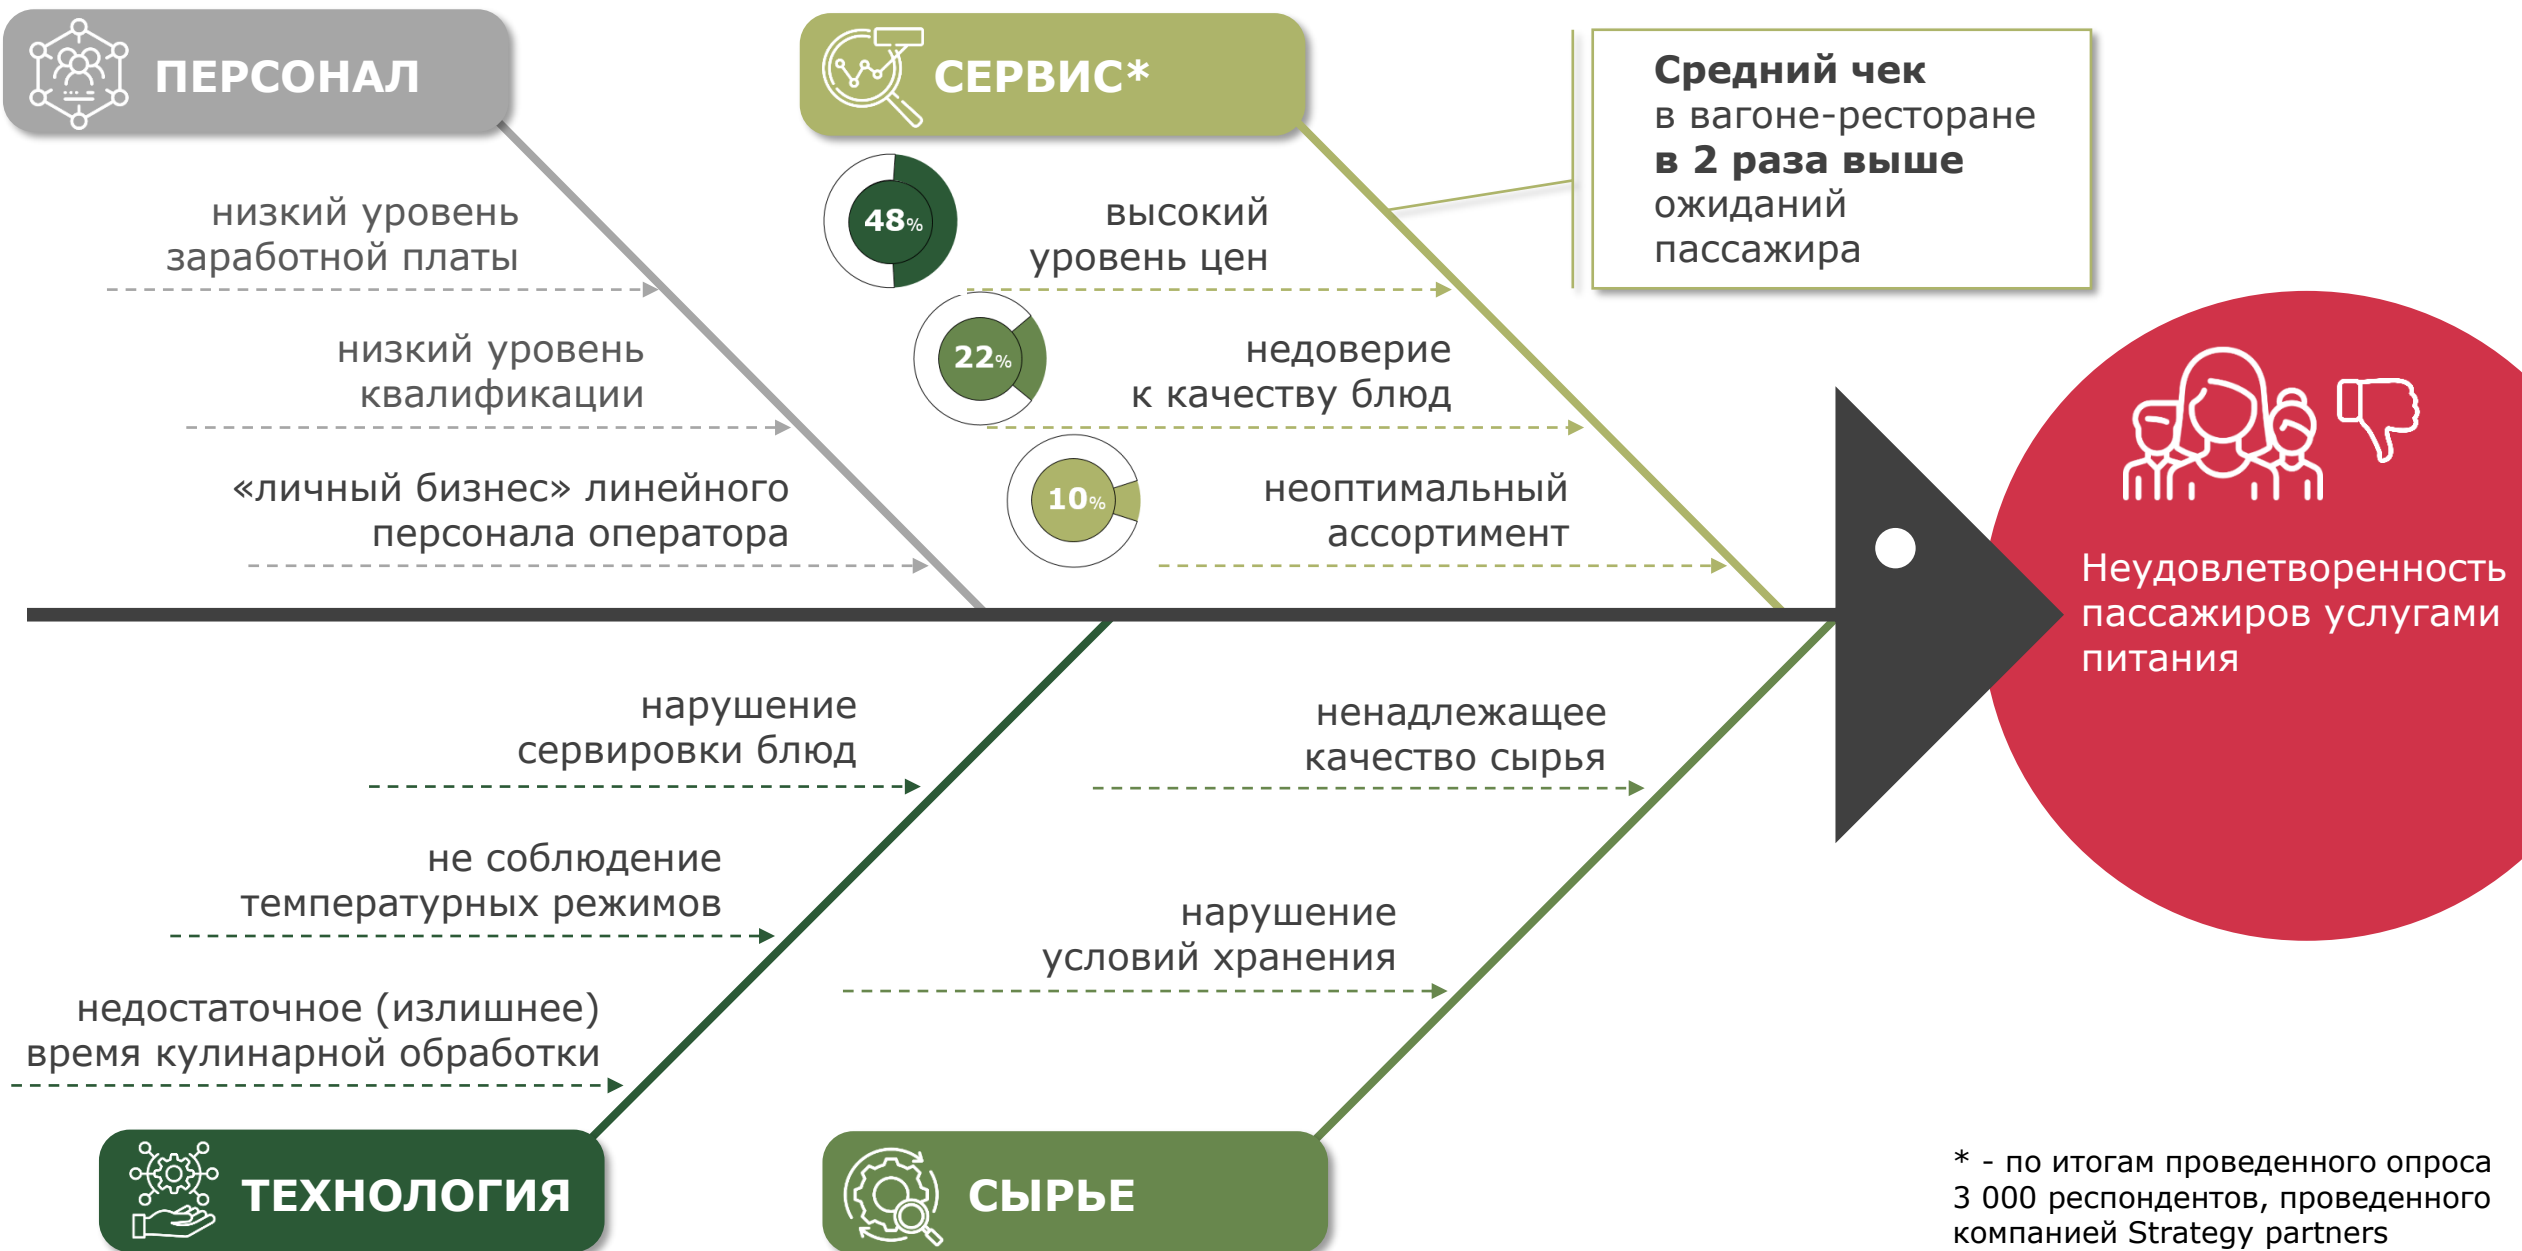 ПЕРСОНАЛ
низкий уровень
заработной платы
низкий уровень
квалификации
«личный бизнес» линейного
персонала оператора
СЕРВИС*
48%
высокий
уровень цен
22%
недоверие
к качеству блюд
10%
неоптимальный
ассортимент
Средний чек
в вагоне-ресторане
в 2 раза выше
ожиданий
пассажира
Неудовлетворенность
пассажиров услугами
питания
нарушение
сервировки блюд
не соблюдение
температурных режимов
недостаточное (излишнее)
время кулинарной обработки
ТЕХНОЛОГИЯ
ненадлежащее
качество сырья
нарушение
условий хранения
СЫРЬЕ
* - по итогам проведенного опроса
3 000 респондентов, проведенного
компанией Strategy partners